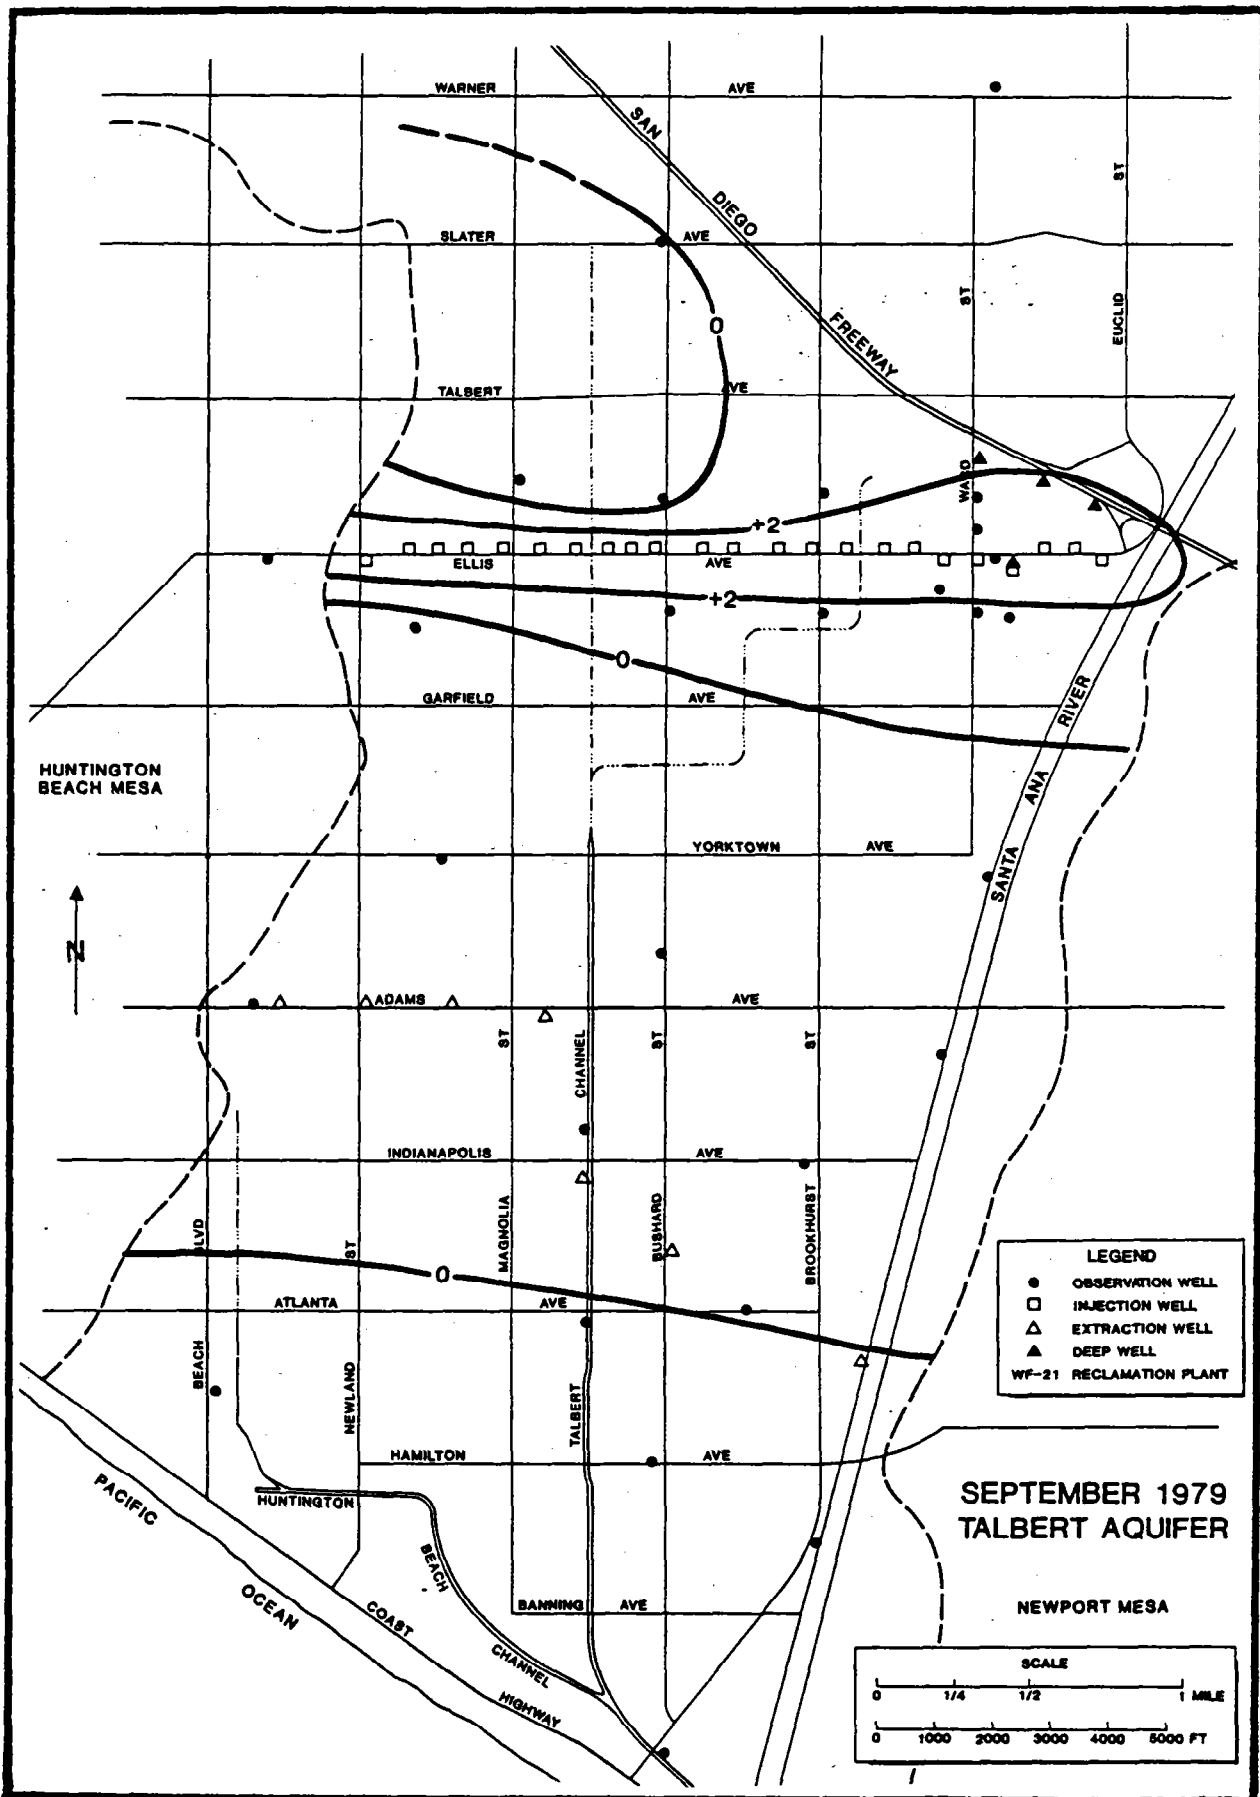 WARNER AVE
SAN DIEGO FREEWAY
ST
SLATER AVE
ST
EUCLID
0
TALBERT AVE
WARD
+2
ELLIS AVE
+2
0
GARFIELD AVE
SANTA ANA RIVER
HUNTINGTON
BEACH MESA
YORKTOWN AVE
N
ADAMS AVE
ST
CHANNEL
ST
ST
INDIANAPOLIS AVE
BLVD
ST
MAGNOLIA
BUSHARD
BROOKHURST
0
ATLANTA AVE
BEACH
NEWLAND
TALBERT
LEGEND
OBSERVATION WELL
INJECTION WELL
EXTRACTION WELL
DEEP WELL
WF-21 RECLAMATION PLANT
HAMILTON AVE
HUNTINGTON
BEACH
CHANNEL
PACIFIC
OCEAN
COAST
HIGHWAY
BANNING AVE
SEPTEMBER 1979
TALBERT AQUIFER
NEWPORT MESA
SCALE
0 1/4 1/2 1 MILE
0 1000 2000 3000 4000 5000 FT